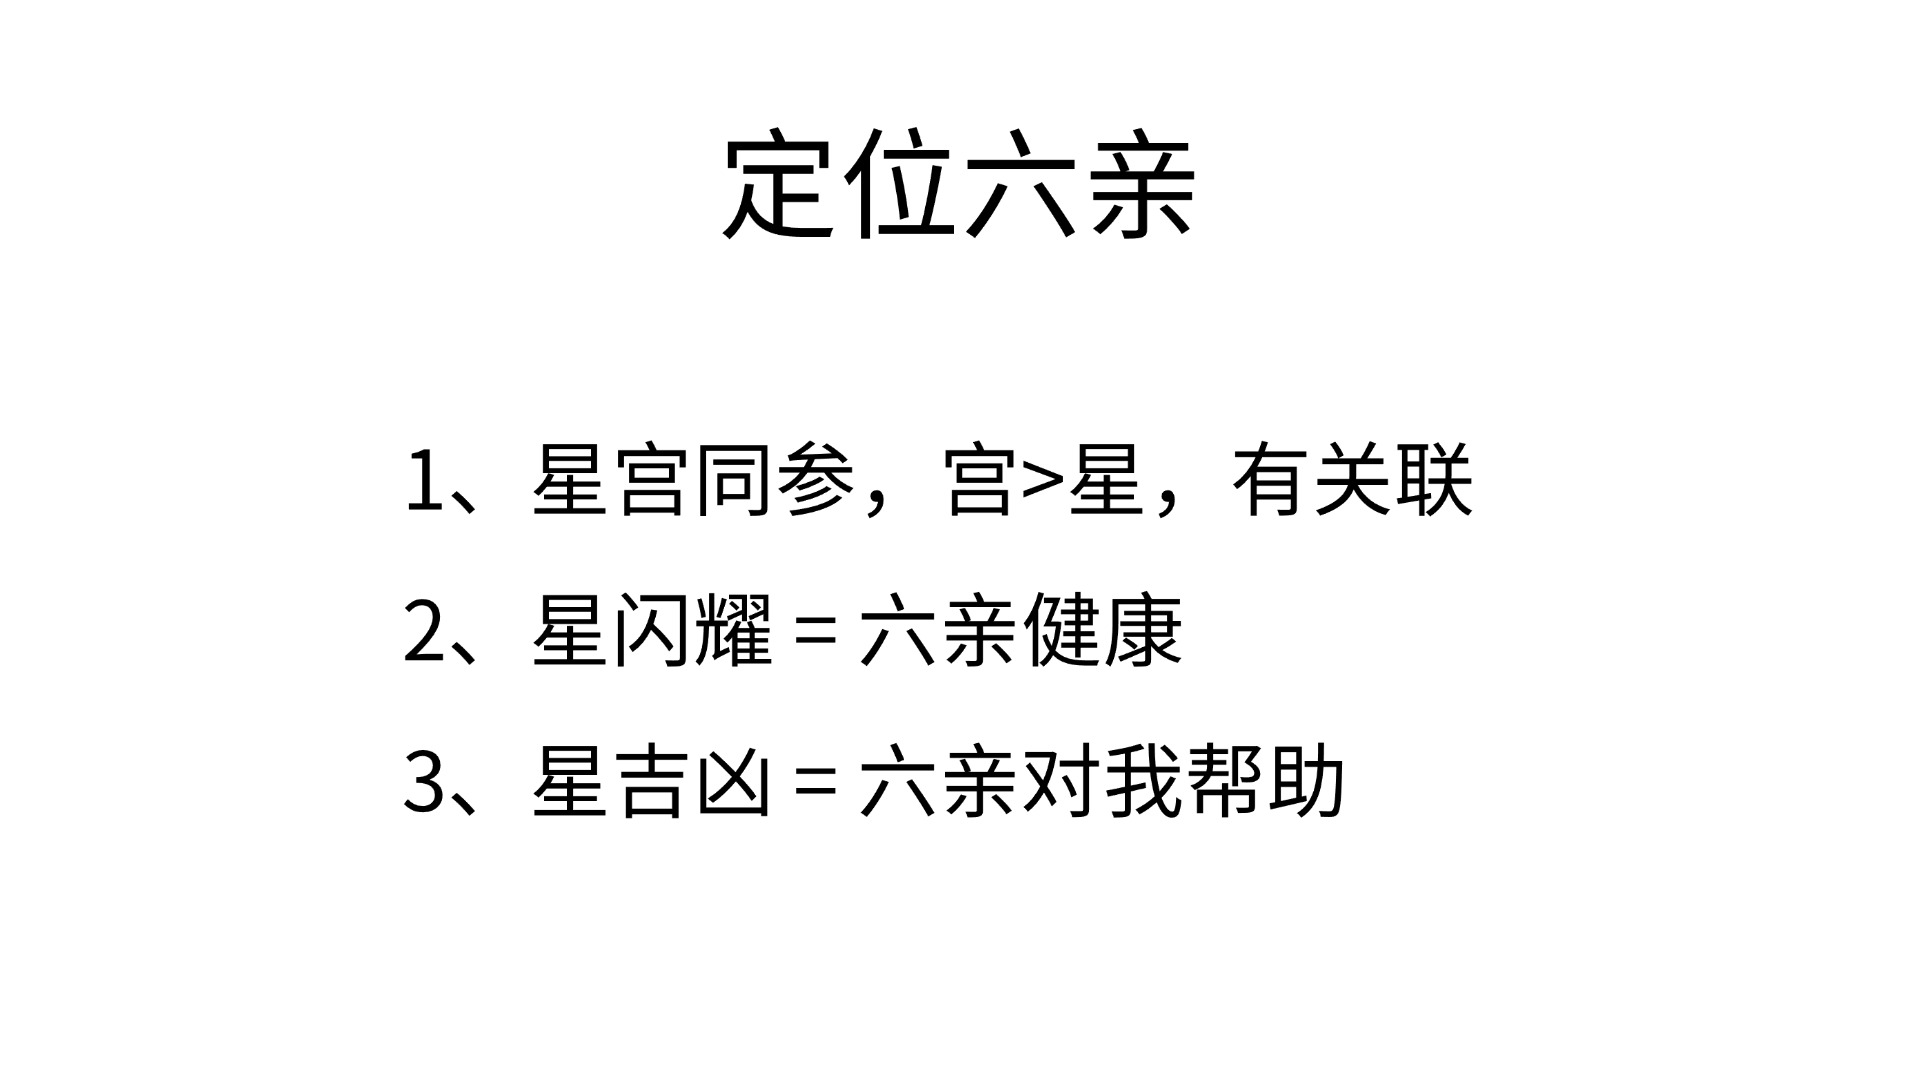 定位六亲
1、星宫同参，宫>星，有关联
2、星闪耀 = 六亲健康
3、星吉凶 = 六亲对我帮助